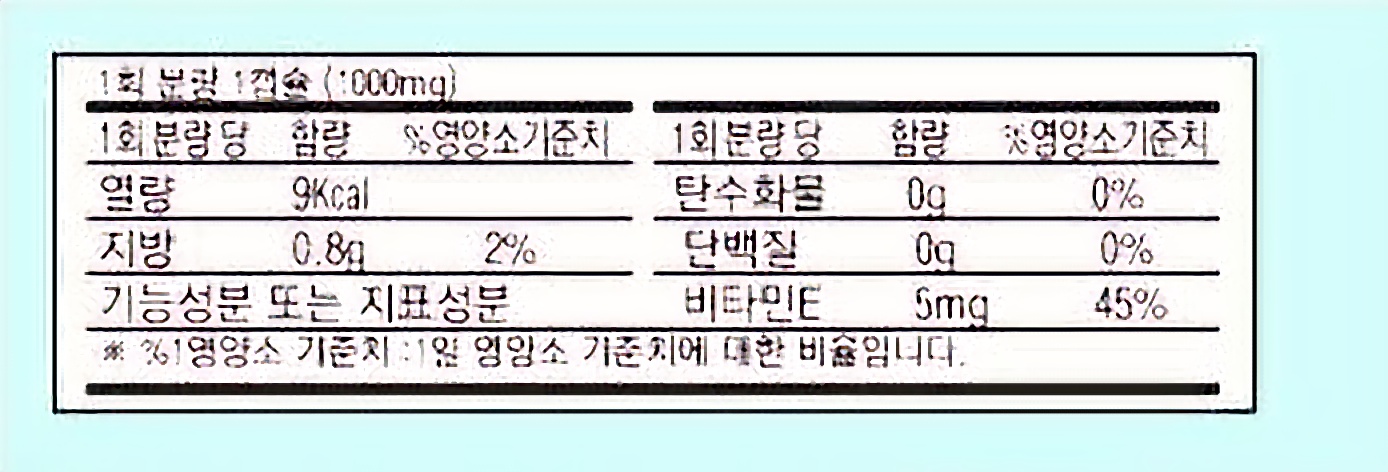 1회 분량 1캡슐 (1000mg)
1회분량당 함량 %영양소기준치 1회분량당 함량 %영양소기준치
열량 9Kcal 탄수화물 0g 0%
지방 0.8g 2% 단백질 0g 0%
기능성분 또는 지표성분 비타민E 5mg 45%
※ %1영양소 기준치 :1일 영양소 기준치에 대한 비율입니다.